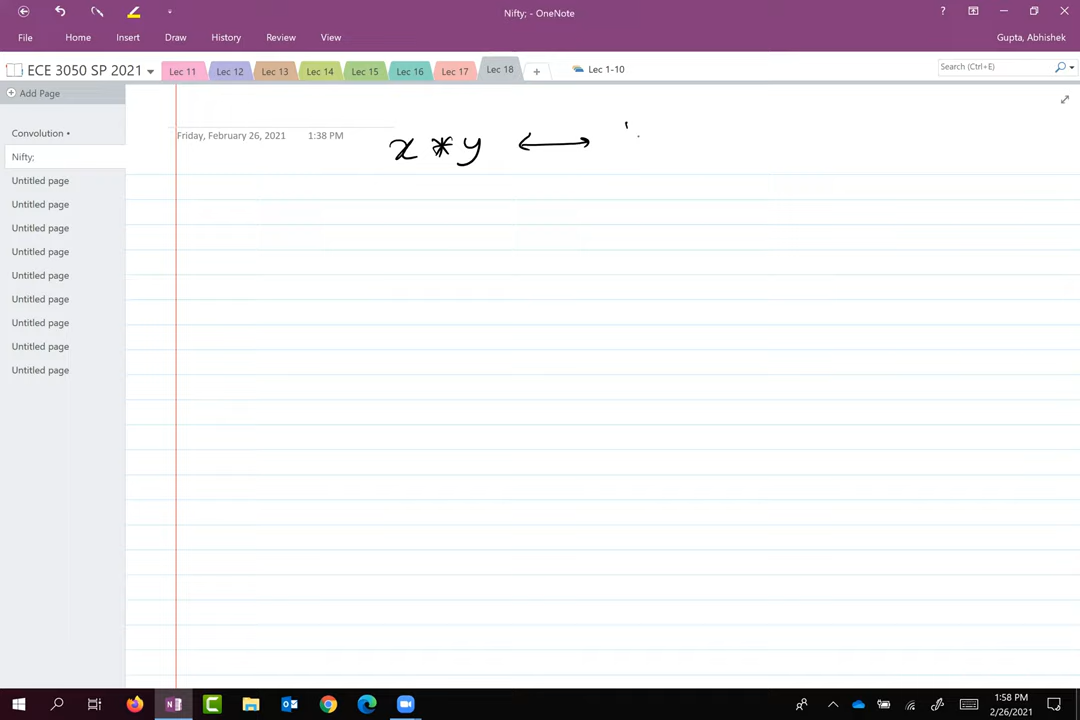 Nifty; - OneNote
?
File
Home
Insert
Draw
History
Review
View
Gupta, Abhishek
ECE 3050 SP 2021
Lec 11
Lec 12
Lec 13
Lec 14
Lec 15
Lec 16
Lec 17
Lec 18
+
Lec 1-10
Search (Ctrl+E)
Add Page
Convolution •
Nifty;
Untitled page
Untitled page
Untitled page
Untitled page
Untitled page
Untitled page
Untitled page
Untitled page
Untitled page
Friday, February 26, 2021 1:38 PM
x * y ⟷
1:58 PM
2/26/2021